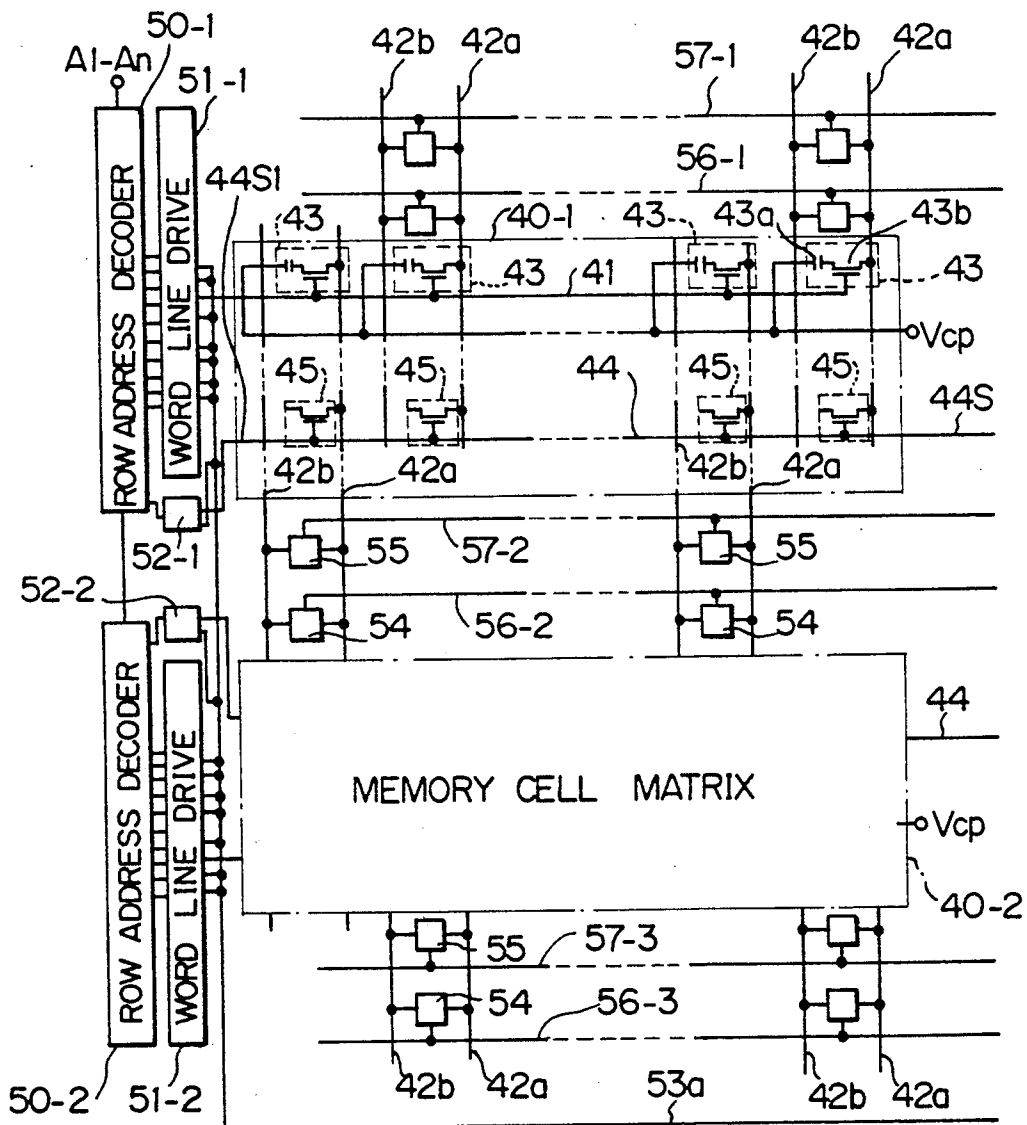 50-1
A1-An
51-1
42b
42a
42b
42a
57-1
44S1
56-1
43
40-1
43
43a
43b
43
41
43
ROW ADDRESS DECODER
WORD LINE DRIVE
Vcp
45
45
44
45
45
44S
42b
42a
42b
42a
52-1
55
57-2
55
52-2
54
56-2
54
ROW ADDRESS DECODER
WORD LINE DRIVE
44
MEMORY CELL MATRIX
Vcp
40-2
55
57-3
54
56-3
50-2
51-2
42b
42a
53a
42b
42a